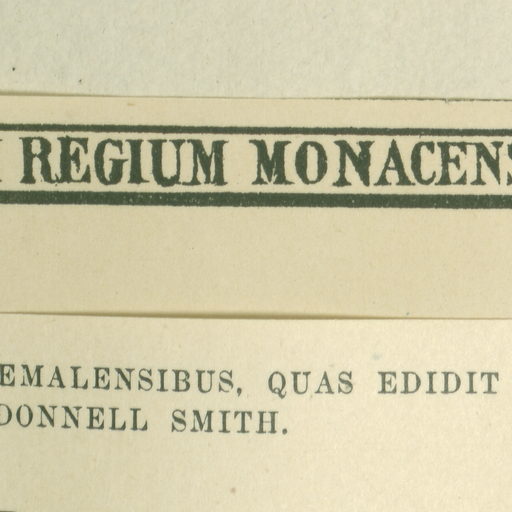 REGIUM MONACENS
EMALENSIBUS, QUAS EDIDIT
DONNELL SMITH.